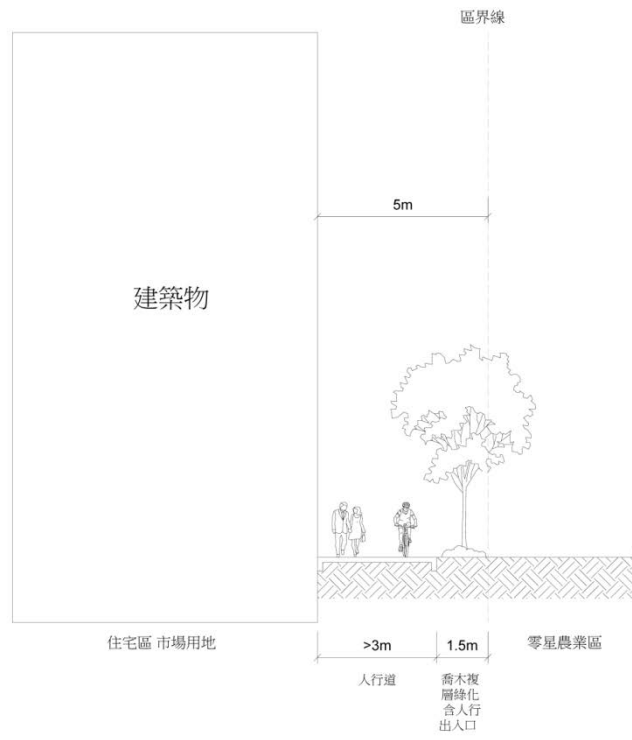 區界線
5m
建築物
住宅區 市場用地
>3m
1.5m
零星農業區
人行道
喬木複
層綠化
含人行
出入口